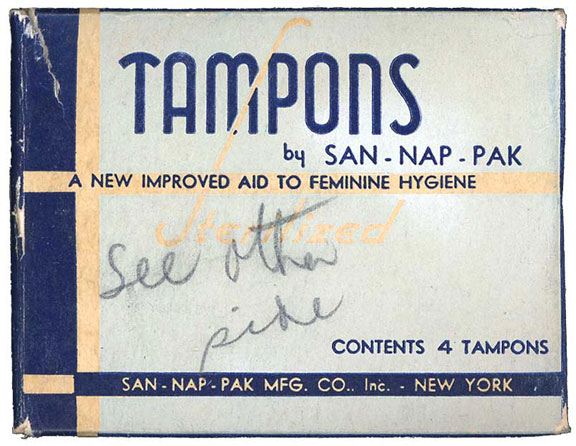 TAMPONS
by SAN-NAP-PAK
A NEW IMPROVED AID TO FEMININE HYGIENE
Sterilized
See other
side
CONTENTS 4 TAMPONS
SAN-NAP-PAK MFG. CO., Inc. - NEW YORK